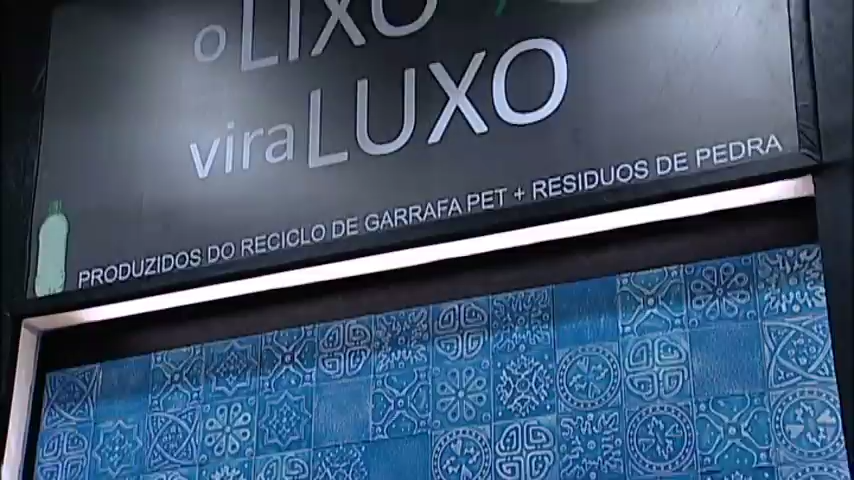 o LIXO
vira LUXO
PRODUZIDOS DO RECICLO DE GARRAFA PET + RESIDUOS DE PEDRA